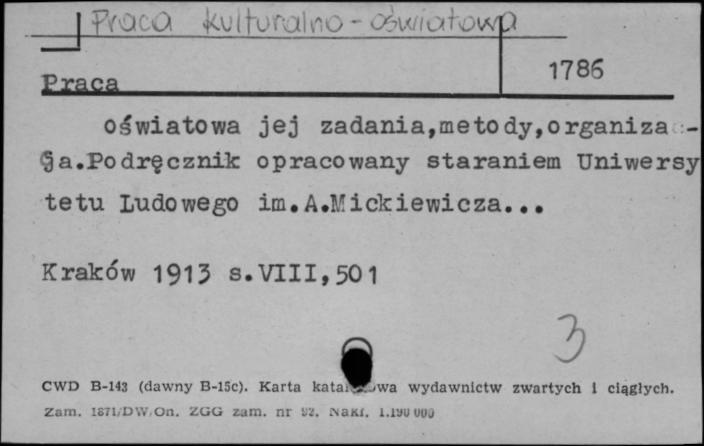 Praca kulturalno-oświatowa
1786
Praca
oświatowa jej zadania,metody,organiza -
ja.Podręcznik opracowany staraniem Uniwersy
tetu Ludowego im.A.Mickiewicza...
Kraków 1913 s.VIII,501
3
CWD B-143 (dawny B-15c). Karta katalogowa wydawnictw zwartych i ciągłych.
Zam. 1871/DW/On. ZGG zam. nr 92. Nakł. 1.190 000